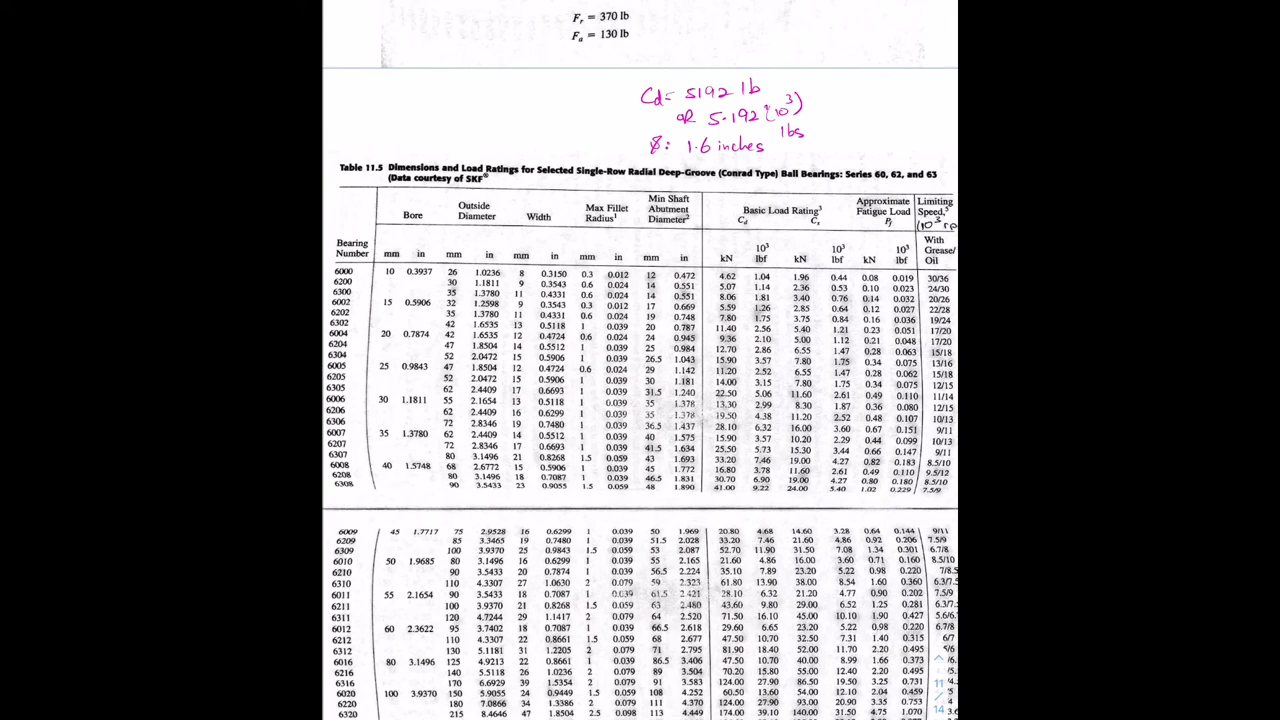 F_r = 370 lb
F_a = 130 lb
Cd = 5192 lb
OR 5.192 (10^3) lbs
1.6 inches
Table 11.5 Dimensions and Load Ratings for Selected Single-Row Radial Deep-Groove (Conrad Type) Ball Bearings: Series 60, 62, and 63
(Data courtesy of SKF®
Bore Outside Diameter Width Max Fillet Radius¹ Min Shaft Abutment Diameter² Basic Load Rating³ C_d C_s Approximate Fatigue Load P_f Limiting Speed,⁵ (10³
Bearing Number mm in mm in mm in mm in mm in kN 10³ lbf kN 10³ lbf kN 10³ lbf With Grease/Oil
6000 10 0.3937 26 1.0236 8 0.3150 0.3 0.012 12 0.472 4.62 1.04 1.96 0.44 0.08 0.019 30/36
6200 30 1.1811 9 0.3543 0.6 0.024 14 0.551 5.07 1.14 2.36 0.53 0.10 0.023 24/30
6300 35 1.3780 11 0.4331 0.6 0.024 14 0.551 8.06 1.81 3.40 0.76 0.14 0.032 20/26
6002 15 0.5906 32 1.2598 9 0.3543 0.3 0.012 17 0.669 5.59 1.26 2.85 0.64 0.12 0.027 22/28
6202 35 1.3780 11 0.4331 0.6 0.024 19 0.748 7.80 1.75 3.75 0.84 0.16 0.036 19/24
6302 42 1.6535 13 0.5118 1 0.039 20 0.787 11.40 2.56 5.40 1.21 0.23 0.051 17/20
6004 20 0.7874 42 1.6535 12 0.4724 0.6 0.024 24 0.945 9.36 2.10 5.00 1.12 0.21 0.048 17/20
6204 47 1.8504 14 0.5512 1 0.039 25 0.984 12.70 2.86 6.55 1.47 0.28 0.063 15/18
6304 52 2.0472 15 0.5906 1 0.039 26.5 1.043 15.90 3.57 7.80 1.75 0.34 0.075 13/16
6005 25 0.9843 47 1.8504 12 0.4724 0.6 0.024 29 1.142 11.20 2.52 6.55 1.47 0.28 0.062 15/18
6205 52 2.0472 15 0.5906 1 0.039 30 1.181 14.00 3.15 7.80 1.75 0.34 0.075 12/15
6305 62 2.4409 17 0.6693 1 0.039 31.5 1.240 22.50 5.06 11.60 2.61 0.49 0.110 11/14
6006 30 1.1811 55 2.1654 13 0.5118 1 0.039 35 1.378 13.30 2.99 8.30 1.87 0.36 0.080 12/15
6206 62 2.4409 16 0.6299 1 0.039 35 1.378 19.50 4.38 11.20 2.52 0.48 0.107 10/13
6306 72 2.8346 19 0.7480 1 0.039 36.5 1.437 28.10 6.32 16.00 3.60 0.67 0.151 9/11
6007 35 1.3780 62 2.4409 14 0.5512 1 0.039 40 1.575 15.90 3.57 10.20 2.29 0.44 0.099 10/13
6207 72 2.8346 17 0.6693 1 0.039 41.5 1.634 25.50 5.73 15.30 3.44 0.66 0.147 9/11
6307 80 3.1496 21 0.8268 1.5 0.059 43 1.693 33.20 7.46 19.00 4.27 0.82 0.183 8.5/10
6008 40 1.5748 68 2.6772 15 0.5906 1 0.039 45 1.772 16.80 3.78 11.60 2.61 0.49 0.110 9.5/12
6208 80 3.1496 18 0.7087 1 0.039 46.5 1.831 30.70 6.90 19.00 4.27 0.80 0.180 8.5/10
6308 90 3.5433 23 0.9055 1.5 0.059 48 1.890 41.00 9.22 24.00 5.40 1.02 0.229 7.5/9
6009 45 1.7717 75 2.9528 16 0.6299 1 0.039 50 1.969 20.80 4.68 14.60 3.28 0.64 0.144 9/11
6209 85 3.3465 19 0.7480 1 0.039 51.5 2.028 33.20 7.46 21.60 4.86 0.92 0.206 7.5/9
6309 100 3.9370 25 0.9843 1.5 0.059 53 2.087 52.70 11.90 31.50 7.08 1.34 0.301 6.7/8
6010 50 1.9685 80 3.1496 16 0.6299 1 0.039 55 2.165 21.60 4.86 16.00 3.60 0.71 0.160 8.5/10
6210 90 3.5433 20 0.7874 1 0.039 56.5 2.224 35.10 7.89 23.20 5.22 0.98 0.220 7/8.5
6310 110 4.3307 27 1.0630 2 0.079 59 2.323 61.80 13.90 38.00 8.54 1.60 0.360 6.3/7
6011 55 2.1654 90 3.5433 18 0.7087 1 0.039 61.5 2.421 28.10 6.32 21.20 4.77 0.90 0.202 7.5/9
6211 100 3.9370 21 0.8268 1.5 0.059 63 2.480 43.60 9.80 29.00 6.52 1.25 0.281 6.3/7
6311 120 4.7244 29 1.1417 2 0.079 64 2.520 71.50 16.10 45.00 10.10 1.90 0.427 5.6/6
6012 60 2.3622 95 3.7402 18 0.7087 1 0.039 66.5 2.618 29.60 6.65 23.20 5.22 0.98 0.220 6.7/8
6212 110 4.3307 22 0.8661 1.5 0.059 68 2.677 47.50 10.70 32.50 7.31 1.40 0.315 6/7
6312 130 5.1181 31 1.2205 2 0.079 71 2.795 81.90 18.40 52.00 11.70 2.20 0.495 5/6
6016 80 3.1496 125 4.9213 22 0.8661 1 0.039 86.5 3.406 47.50 10.70 40.00 8.99 1.66 0.373
6216 140 5.5118 26 1.0236 2 0.079 89 3.504 70.20 15.80 55.00 12.40 2.20 0.495
6316 170 6.6929 39 1.5354 2 0.079 91 3.583 124.00 27.90 86.50 19.50 3.25 0.731
6020 100 3.9370 150 5.9055 24 0.9449 1.5 0.059 108 4.252 60.50 13.60 54.00 12.10 2.04 0.459
6220 180 7.0866 34 1.3386 2 0.079 111 4.370 124.00 27.90 93.00 20.90 3.35 0.753
6320 215 8.4646 47 1.8504 2.5 0.098 113 4.449 174.00 39.10 140.00 31.50 4.75 1.070
11
/
14